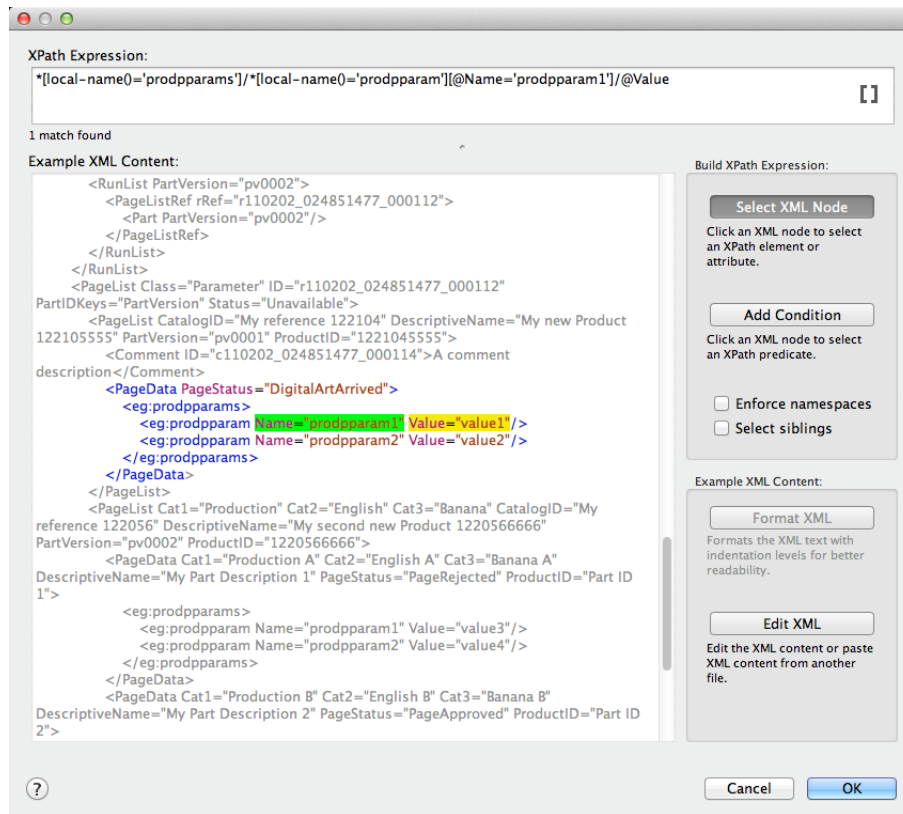 XPath Expression:
*[local-name()='prodpparams']/*[local-name()='prodpparam'][@Name='prodpparam1']/@Value
1 match found
Example XML Content:
<RunList PartVersion="pv0002">
<PageListRef rRef="r110202_024851477_000112">
<Part PartVersion="pv0002"/>
</PageListRef>
</RunList>
</RunList>
<PageList Class="Parameter" ID="r110202_024851477_000112"
PartIDKeys="PartVersion" Status="Unavailable">
<PageList CatalogID="My reference 122104" DescriptiveName="My new Product
122105555" PartVersion="pv0001" ProductID="1221045555">
<Comment ID="c110202_024851477_000114">A comment
description</Comment>
<PageData PageStatus="DigitalArtArrived">
<eg:prodpparams>
<eg:prodpparam Name="prodpparam1" Value="value1"/>
<eg:prodpparam Name="prodpparam2" Value="value2"/>
</eg:prodpparams>
</PageData>
</PageList>
<PageList Cat1="Production" Cat2="English" Cat3="Banana" CatalogID="My
reference 122056" DescriptiveName="My second new Product 1220566666"
PartVersion="pv0002" ProductID="1220566666">
<PageData Cat1="Production A" Cat2="English A" Cat3="Banana A"
DescriptiveName="My Part Description 1" PageStatus="PageRejected" ProductID="Part ID
1">
<eg:prodpparams>
<eg:prodpparam Name="prodpparam1" Value="value3"/>
<eg:prodpparam Name="prodpparam2" Value="value4"/>
</eg:prodpparams>
</PageData>
<PageData Cat1="Production B" Cat2="English B" Cat3="Banana B"
DescriptiveName="My Part Description 2" PageStatus="PageApproved" ProductID="Part ID
2">
Build XPath Expression:
Select XML Node
Click an XML node to select
an XPath element or
attribute.
Add Condition
Click an XML node to select
an XPath predicate.
Enforce namespaces
Select siblings
Example XML Content:
Format XML
Formats the XML text with
indentation levels for better
readability.
Edit XML
Edit the XML content or paste
XML content from another
file.
?
Cancel
OK